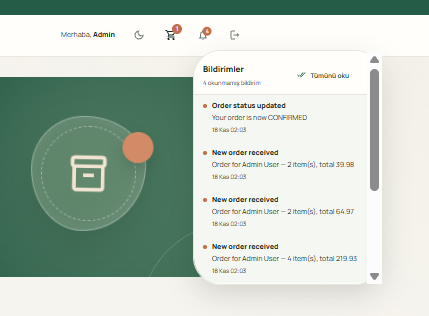 Merhaba, Admin
1
4
Bildirimler
Tümünü oku
4 okunmamış bildirim
Order status updated
Your order is now CONFIRMED
18 Kas 02:03
New order received
Order for Admin User — 2 item(s), total 39.98
18 Kas 02:03
New order received
Order for Admin User — 2 item(s), total 64.97
18 Kas 02:03
New order received
Order for Admin User — 4 item(s), total 219.93
18 Kas 02:03